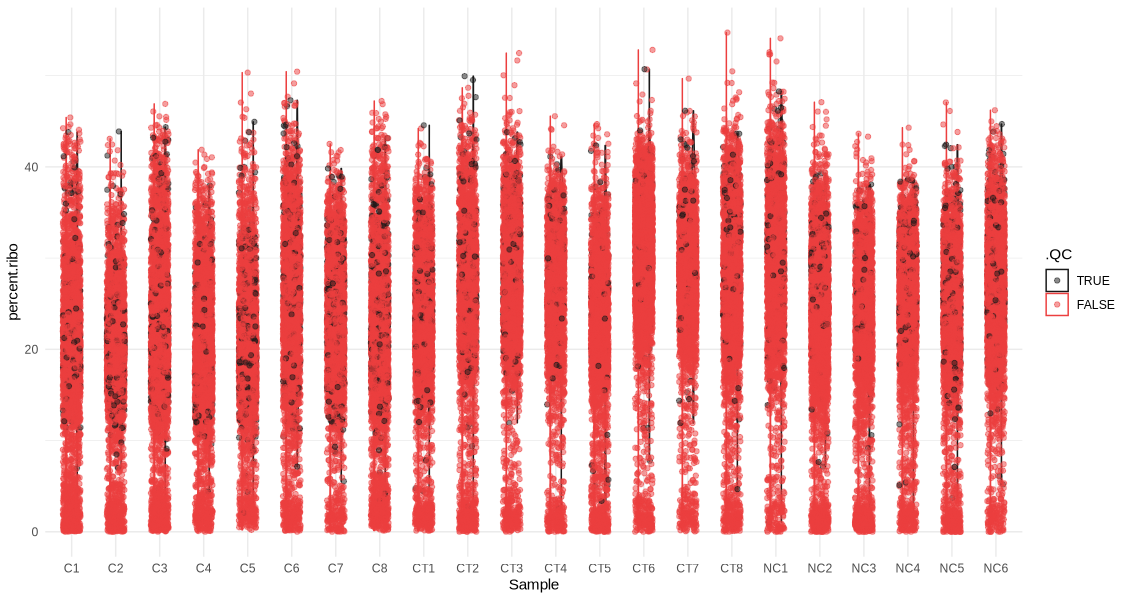 percent.ribo
40
20
0
C1 C2 C3 C4 C5 C6 C7 C8 CT1 CT2 CT3 CT4 CT5 CT6 CT7 CT8 NC1 NC2 NC3 NC4 NC5 NC6
Sample
.QC
TRUE
FALSE